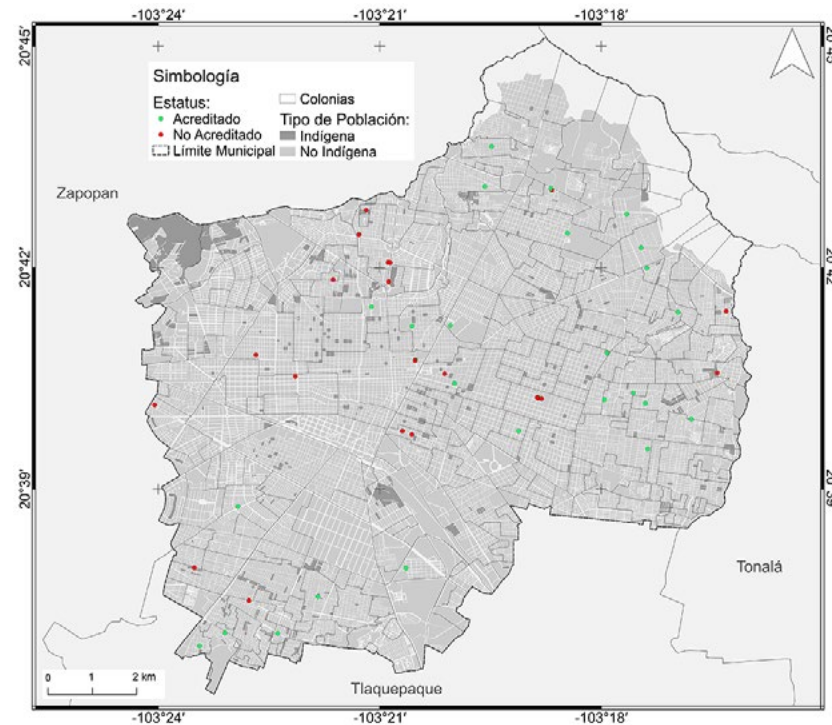 -103°24'
-103°21'
-103°18'
20°45'
Simbología
Estatus:
Acreditado
No Acreditado
Límite Municipal
Colonias
Tipo de Población:
Indígena
No Indígena
Zapopan
20°42'
20°42'
20°39'
20°39'
Tonalá
0 1 2 km
Tlaquepaque
-103°24'
-103°21'
-103°18'